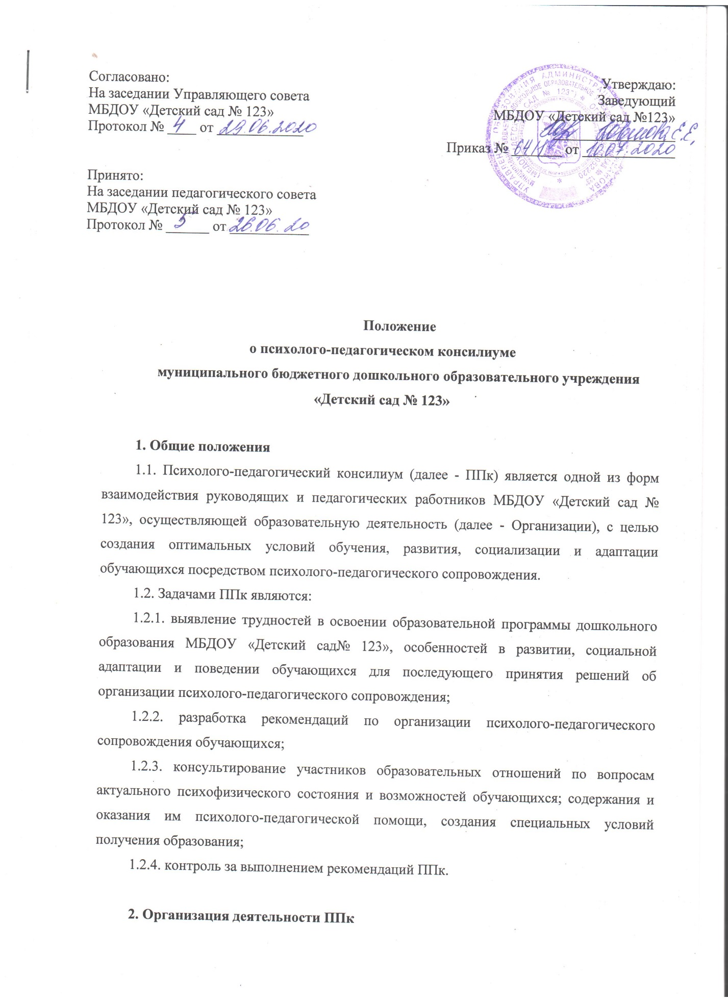 Согласовано:
На заседании Управляющего совета
МБДОУ «Детский сад № 123»
Протокол № 4 от 29.06.2020
Утверждаю:
Заведующий
МБДОУ «Детский сад №123»
Е.Е.
Приказ № 64/1 от 10.07.2020
Принято:
На заседании педагогического совета
МБДОУ «Детский сад № 123»
Протокол № 5 от 26.06.20
Положение
о психолого-педагогическом консилиуме
муниципального бюджетного дошкольного образовательного учреждения
«Детский сад № 123»
1. Общие положения
1.1. Психолого-педагогический консилиум (далее - ППк) является одной из форм
взаимодействия руководящих и педагогических работников МБДОУ «Детский сад №
123», осуществляющей образовательную деятельность (далее - Организации), с целью
создания оптимальных условий обучения, развития, социализации и адаптации
обучающихся посредством психолого-педагогического сопровождения.
1.2. Задачами ППк являются:
1.2.1. выявление трудностей в освоении образовательной программы дошкольного
образования МБДОУ «Детский сад№ 123», особенностей в развитии, социальной
адаптации и поведении обучающихся для последующего принятия решений об
организации психолого-педагогического сопровождения;
1.2.2. разработка рекомендаций по организации психолого-педагогического
сопровождения обучающихся;
1.2.3. консультирование участников образовательных отношений по вопросам
актуального психофизического состояния и возможностей обучающихся; содержания и
оказания им психолого-педагогической помощи, создания специальных условий
получения образования;
1.2.4. контроль за выполнением рекомендаций ППк.
2. Организация деятельности ППк